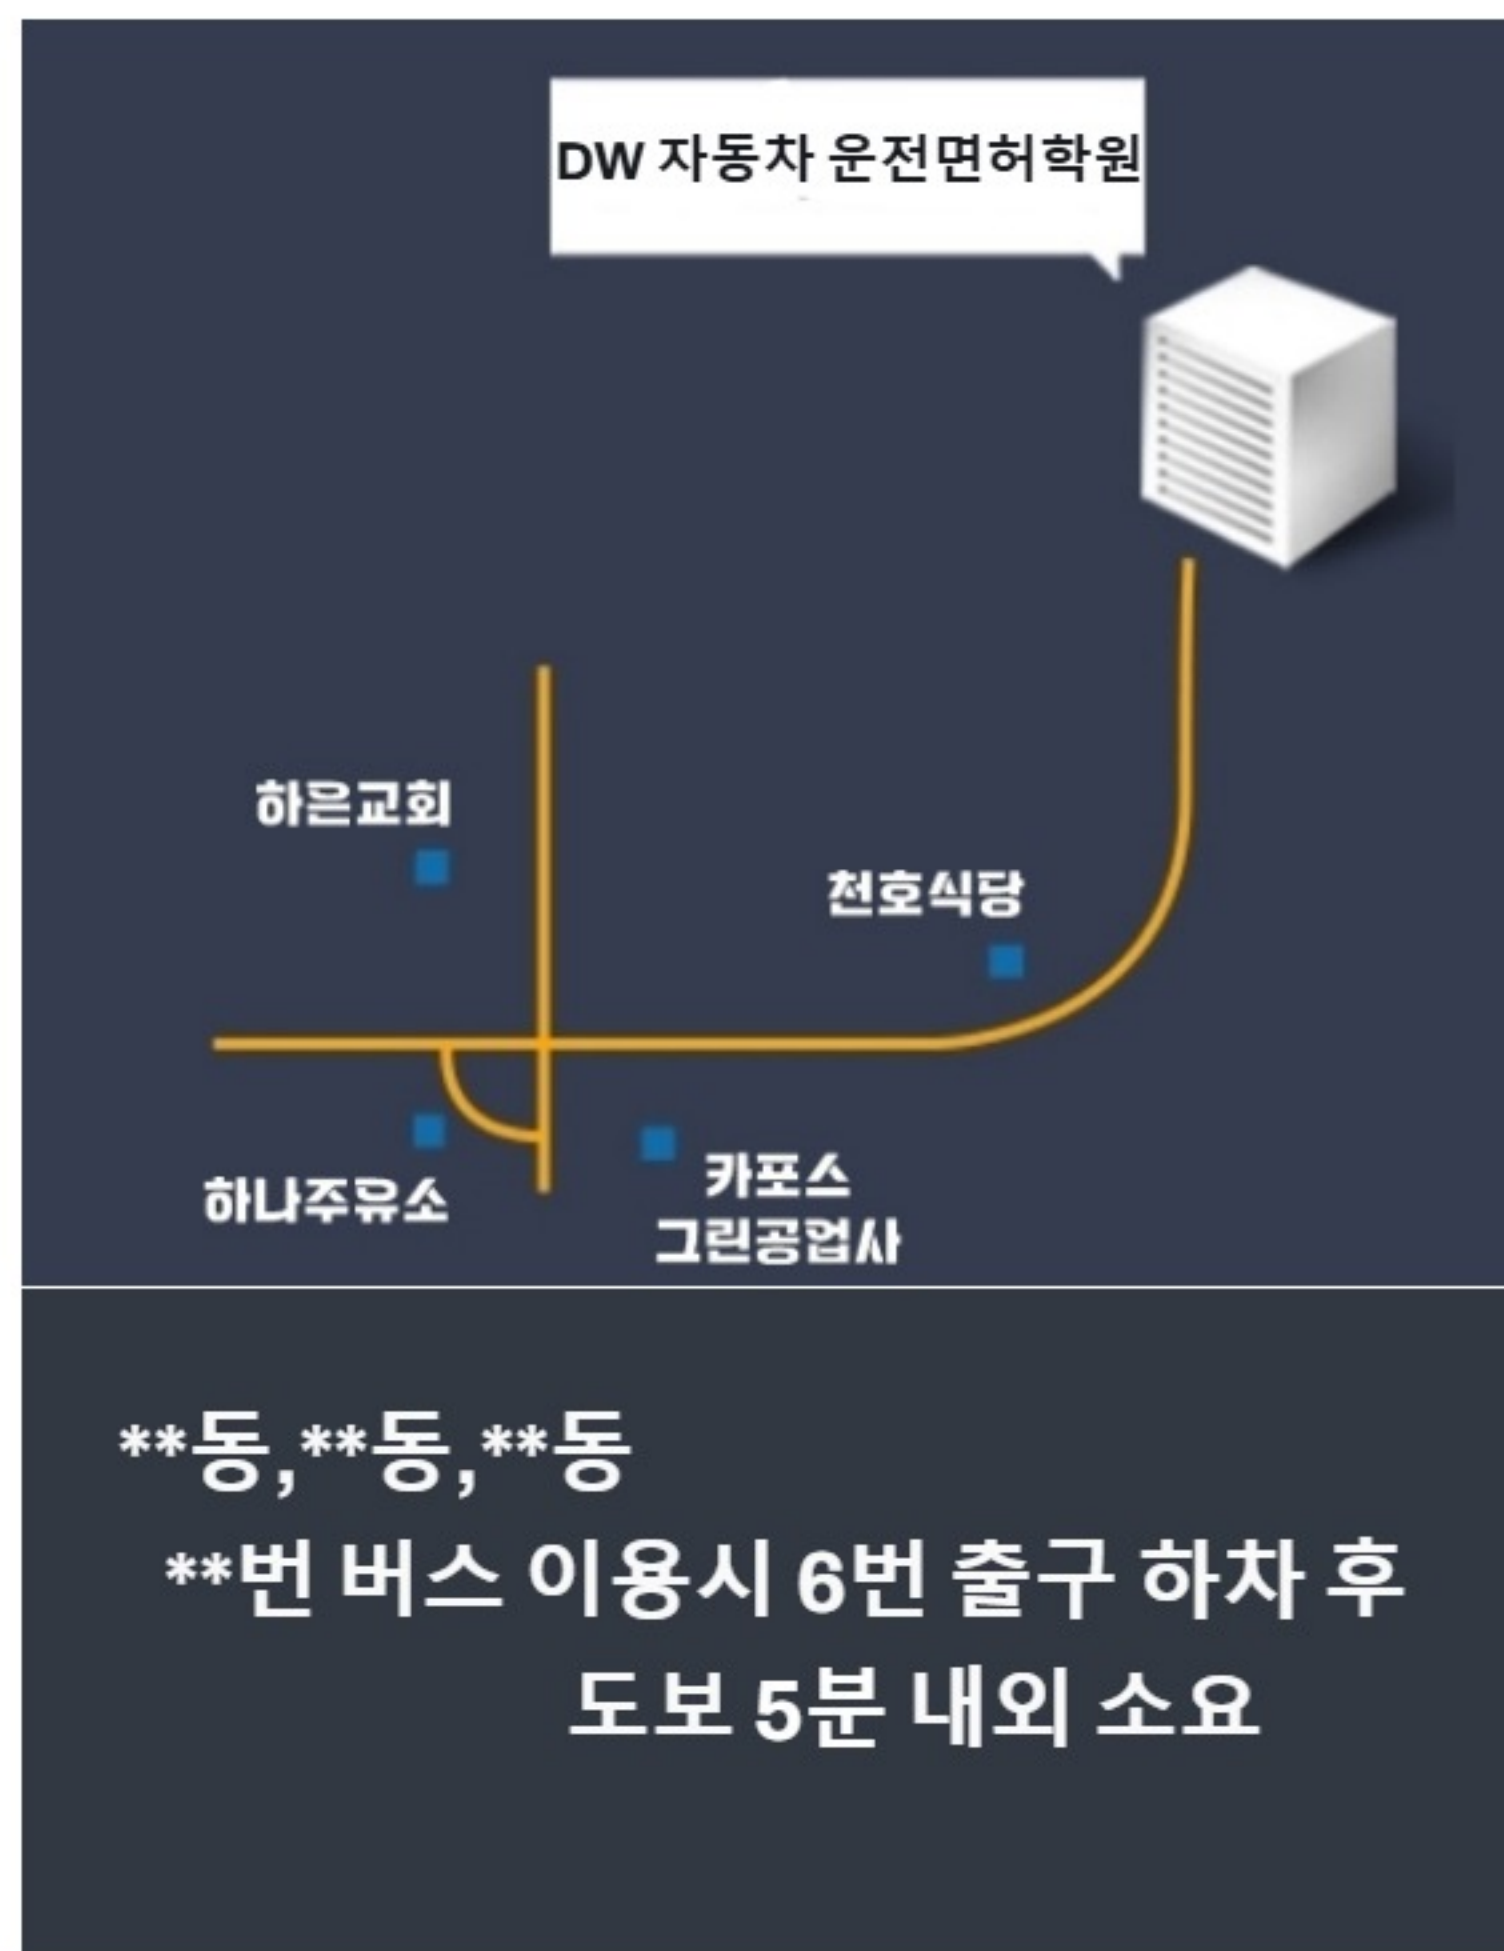 DW 자동차 운전면허학원
하은교회
천호식당
하나주유소
카포스
그린공업사
**동,**동,**동
**번 버스 이용시 6번 출구 하차 후
도보 5분 내외 소요